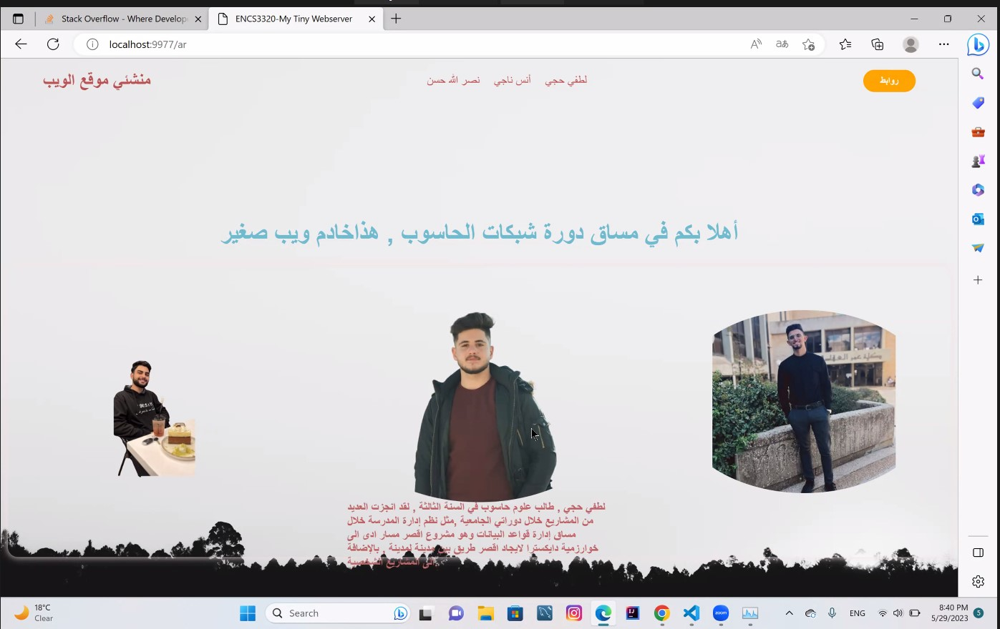 Stack Overflow - Where Develop
ENCS3320-My Tiny Webserver
localhost:9977/ar
منشئي موقع الويب
لطفي حجي أنس ناجي نصر الله حسن
روابط
أهلا بكم في مساق دورة شبكات الحاسوب , هذاخادم ويب صغير
لطفي حجي , طالب علوم حاسوب في السنة الثالثة , لقد انجزت العديد
من المشاريع خلال دوراتي الجامعية ,مثل نظم إدارة المدرسة خلال
مساق إدارة قواعد البيانات وهو مشروع اقصر مسار ادى الى
خوارزمية دايكسترا لايجاد اقصر طريق بين مدينة لمدينة , بالإضافة
الى المشاريع الشخصية
18°C
Clear
Search
zoom
ENG
8:40 PM
5/29/2023
5